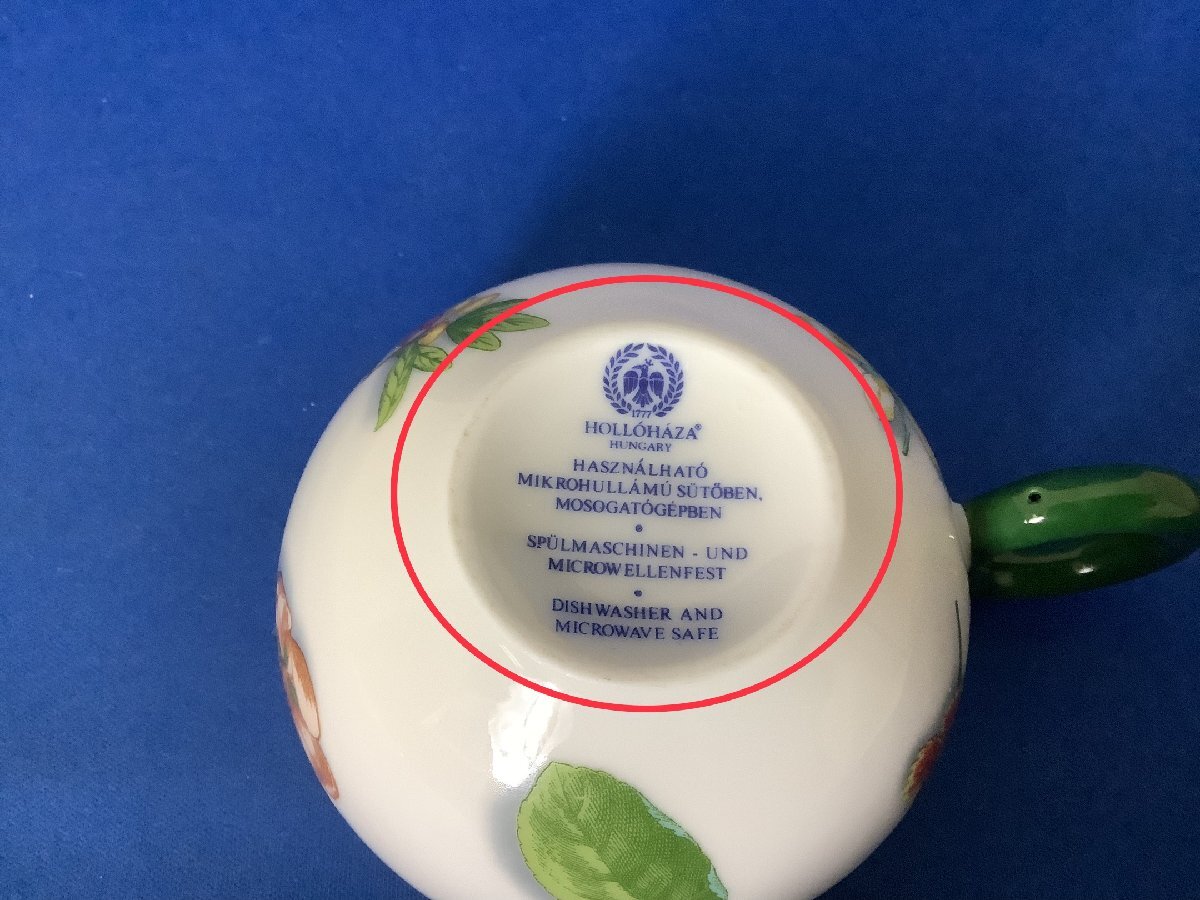 1777
HOLLÓHÁZA®
HUNGARY
HASZNÁLHATÓ
MIKROHULLÁMÚ SÜTŐBEN,
MOSOGATÓGÉPBEN
SPÜLMASCHINEN - UND
MICROWELLENFEST
DISHWASHER AND
MICROWAVE SAFE